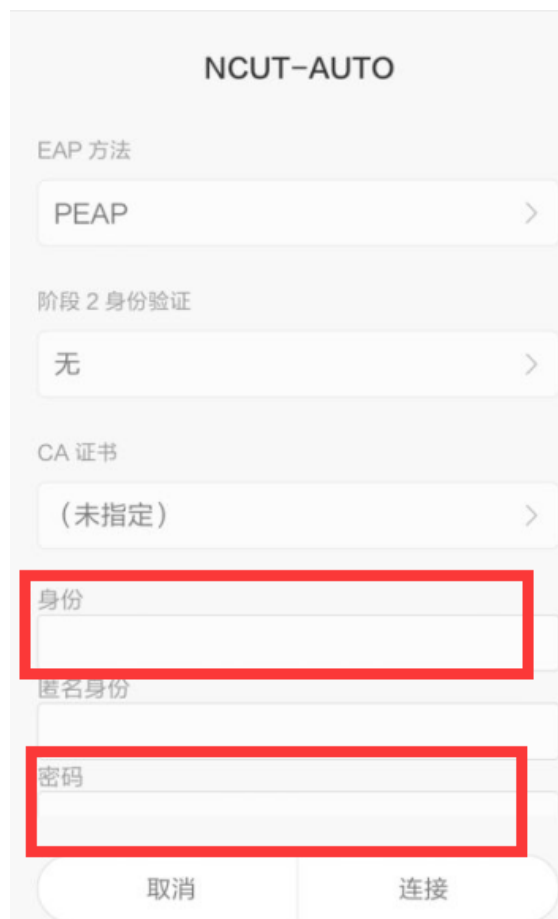 NCUT-AUTO
EAP 方法
PEAP
阶段 2 身份验证
无
CA 证书
（未指定）
身份
匿名身份
密码
取消
连接